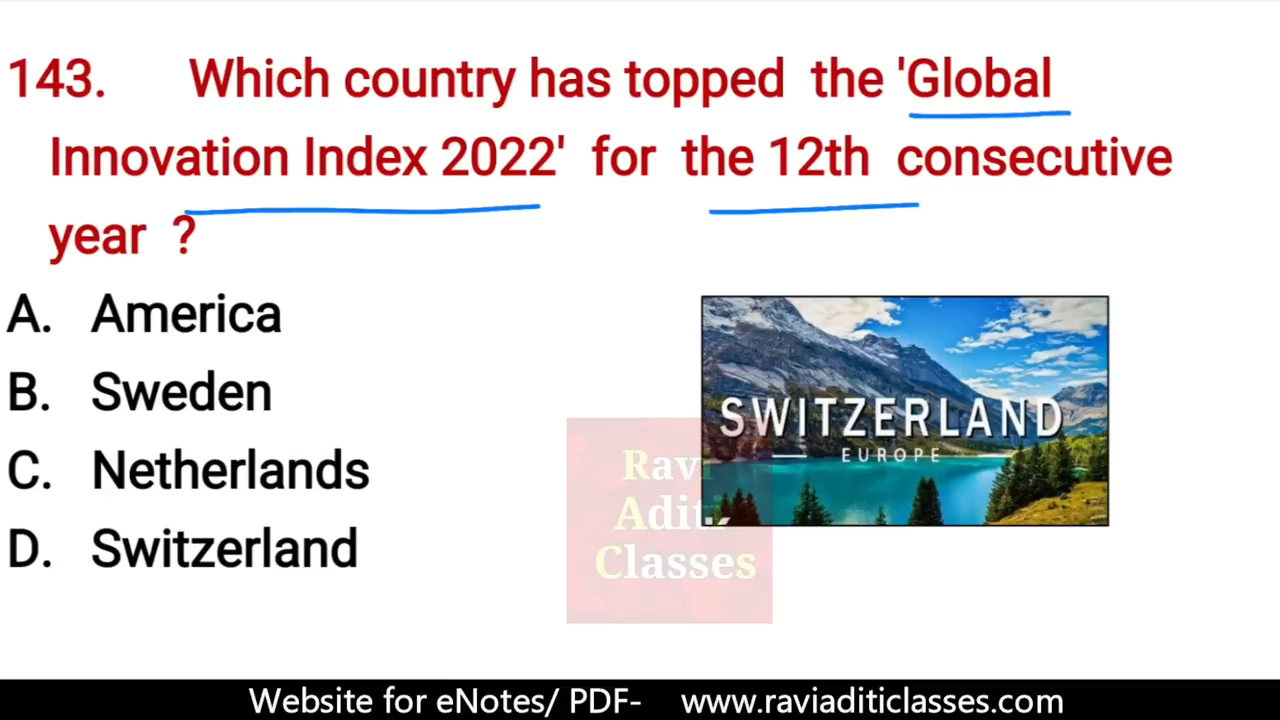 143. Which country has topped the 'Global
Innovation Index 2022' for the 12th consecutive
year ?
A. America
B. Sweden
C. Netherlands
D. Switzerland
SWITZERLAND
EUROPE
Ravi
Aditi
Classes
Website for eNotes/ PDF- www.raviaditiclasses.com